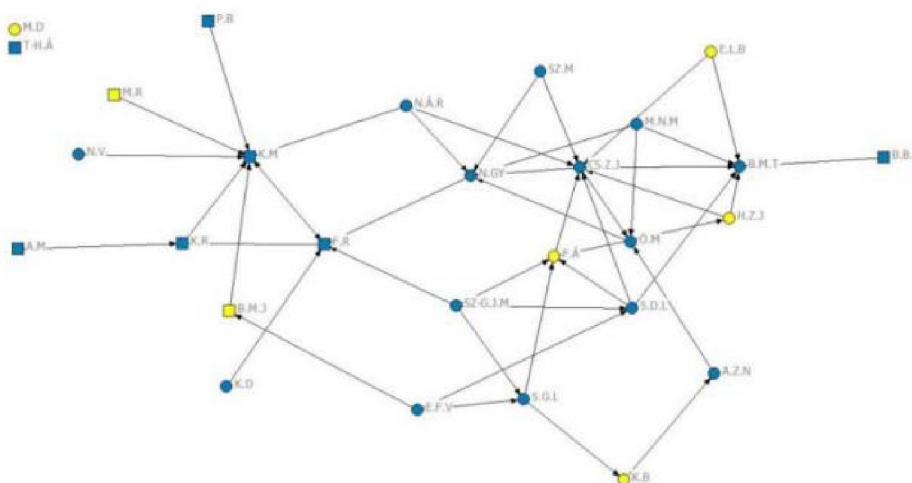 M.D
T-H.Å
P.B
E.L.B
SZ.M
M.R
N.Á.R
M.N.M
N.V.
K.M
N.GY
CS.Z.J
B.M.T
B.B.
H.Z.J
A.M
K.R
F.R
O.M
F.Á
B.M.J
SZ-G.J.M
S.D.L
K.D
A.Z.N
E.F.V
S.G.L
K.B